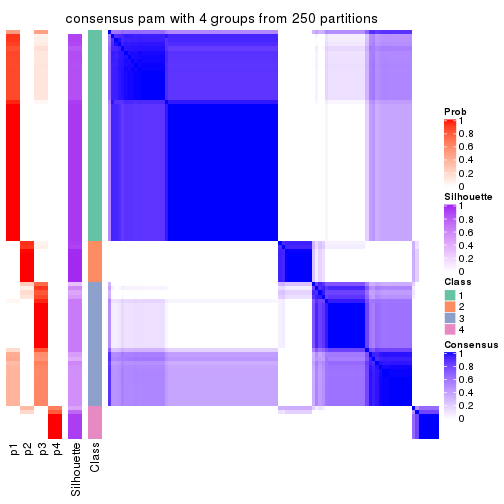 consensus pam with 4 groups from 250 partitions
Prob
1
0.8
0.6
0.4
0.2
0
Silhouette
1
0.8
0.6
0.4
0.2
0
Class
1
2
3
4
Consensus
1
0.8
0.6
0.4
0.2
0
p1
p2
p3
p4
Silhouette
Class